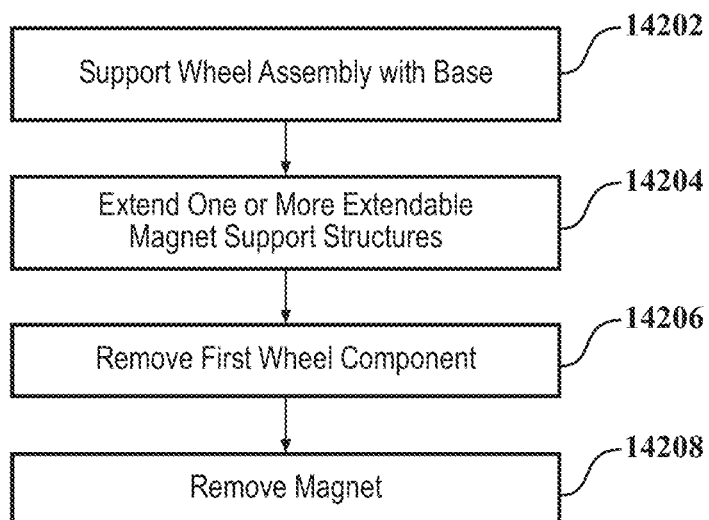 14202
Support Wheel Assembly with Base
14204
Extend One or More Extendable
Magnet Support Structures
14206
Remove First Wheel Component
14208
Remove Magnet